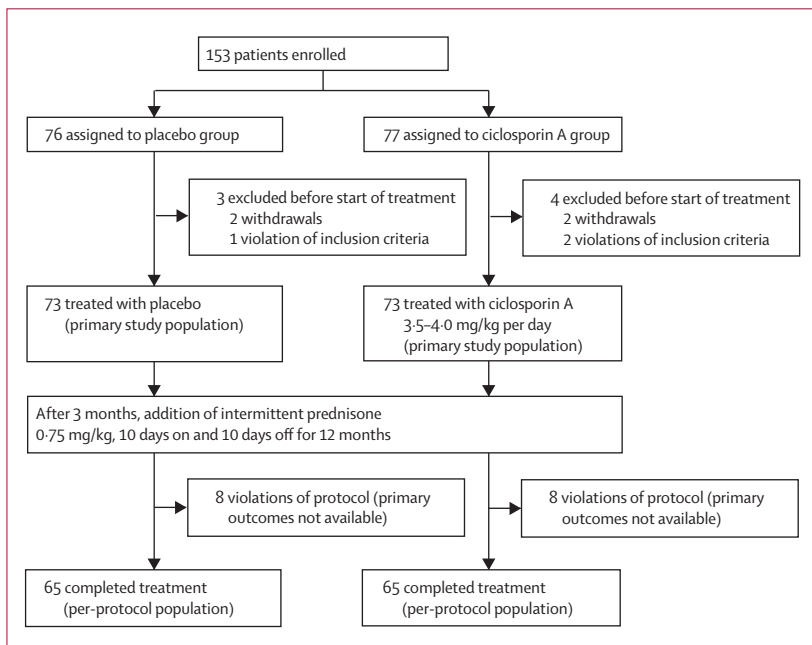 153 patients enrolled
76 assigned to placebo group
77 assigned to ciclosporin A group
3 excluded before start of treatment
2 withdrawals
1 violation of inclusion criteria
4 excluded before start of treatment
2 withdrawals
2 violations of inclusion criteria
73 treated with placebo
(primary study population)
73 treated with ciclosporin A
3·5–4·0 mg/kg per day
(primary study population)
After 3 months, addition of intermittent prednisone
0·75 mg/kg, 10 days on and 10 days off for 12 months
8 violations of protocol (primary
outcomes not available)
8 violations of protocol (primary
outcomes not available)
65 completed treatment
(per-protocol population)
65 completed treatment
(per-protocol population)